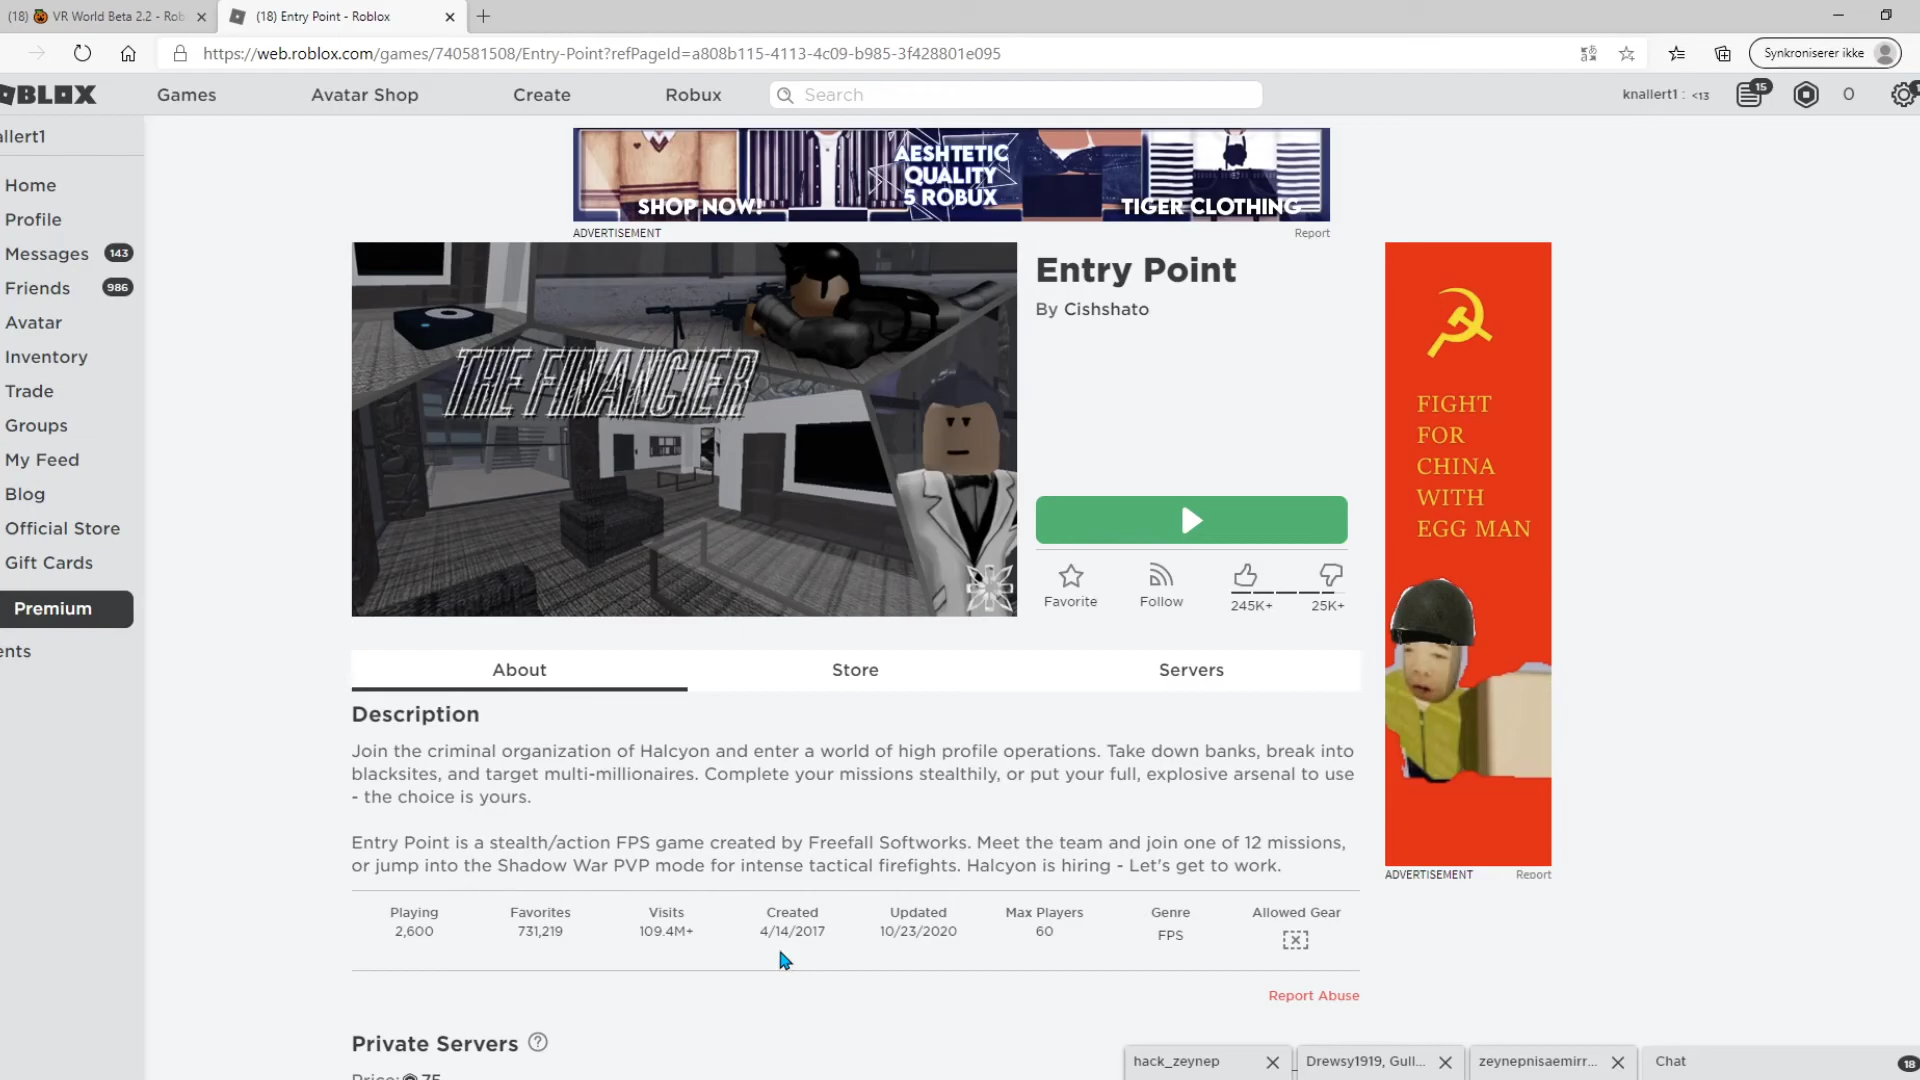 (18) VR World Beta 2.2 - Rob
(18) Entry Point - Roblox
https://web.roblox.com/games/740581508/Entry-Point?refPageId=a808b115-4113-4c09-b985-3f428801e095
Synkroniserer ikke
BLOX
Games
Avatar Shop
Create
Robux
Search
knallert1 : <13
15
0
allert1
Home
Profile
Messages 143
Friends 986
Avatar
Inventory
Trade
Groups
My Feed
Blog
Official Store
Gift Cards
Premium
ents
AESHTETIC
QUALITY
5 ROBUX
SHOP NOW!
TIGER CLOTHING
ADVERTISEMENT
Report
THE FINANCIER
Entry Point
By Cishshato
Favorite
Follow
245K+
25K+
FIGHT
FOR
CHINA
WITH
EGG MAN
ADVERTISEMENT
Report
About
Store
Servers
Description
Join the criminal organization of Halcyon and enter a world of high profile operations. Take down banks, break into
blacksites, and target multi-millionaires. Complete your missions stealthily, or put your full, explosive arsenal to use
- the choice is yours.
Entry Point is a stealth/action FPS game created by Freefall Softworks. Meet the team and join one of 12 missions,
or jump into the Shadow War PVP mode for intense tactical firefights. Halcyon is hiring - Let's get to work.
Playing
2,600
Favorites
731,219
Visits
109.4M+
Created
4/14/2017
Updated
10/23/2020
Max Players
60
Genre
FPS
Allowed Gear
Report Abuse
Private Servers
Price: 75
hack_zeynep
Drewsy1919, Gull...
zeynepnisaemirr...
Chat
18